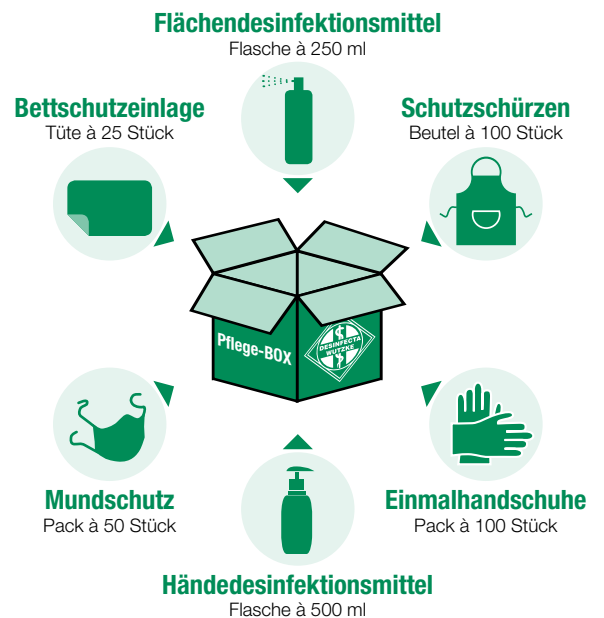 Flächendesinfektionsmittel
Flasche à 250 ml
Bettschutzeinlage
Tüte à 25 Stück
Schutzschürzen
Beutel à 100 Stück
Pflege-BOX
DESINFECTA
WUTZKE
Mundschutz
Pack à 50 Stück
Einmalhandschuhe
Pack à 100 Stück
Händedesinfektionsmittel
Flasche à 500 ml